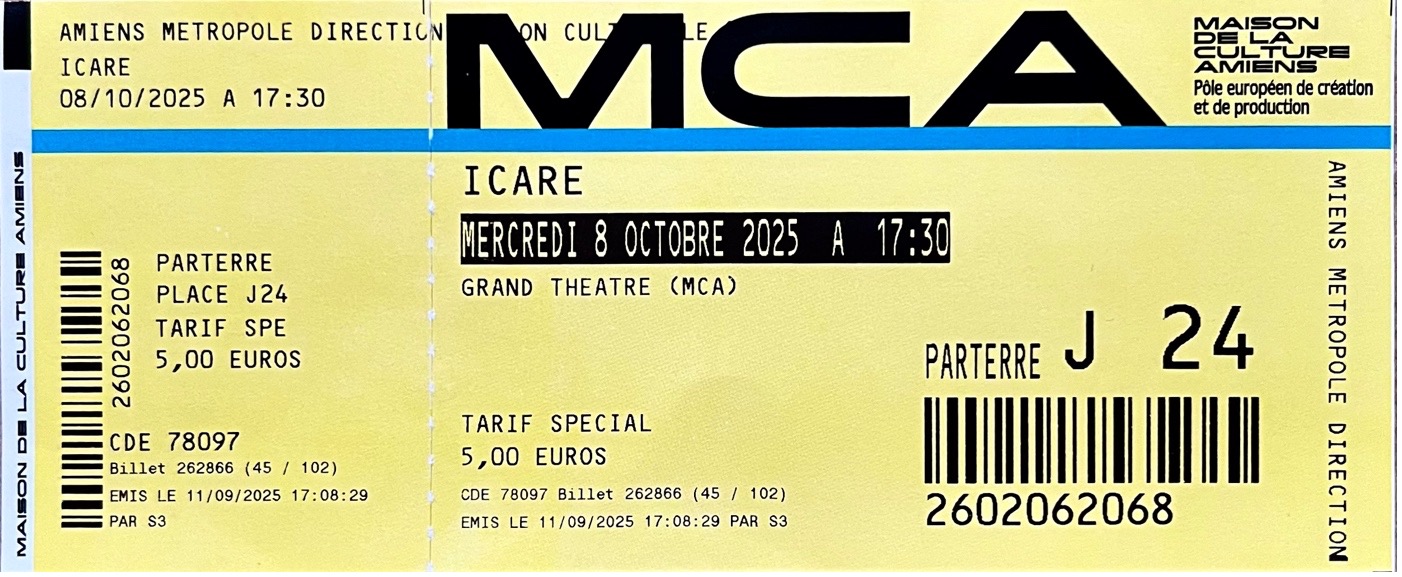 AMIENS METROPOLE DIRECTION
ICARE
08/10/2025 A 17:30
MCA
MAISON
DE LA
CULTURE
AMIENS
Pôle européen de création
et de production
MAISON DE LA CULTURE AMIENS
2602062068
PARTERRE
PLACE J24
TARIF SPE
5,00 EUROS
CDE 78097
Billet 262866 (45 / 102)
EMIS LE 11/09/2025 17:08:29
PAR S3
ICARE
MERCREDI 8 OCTOBRE 2025 A 17:30
GRAND THEATRE (MCA)
PARTERRE J 24
TARIF SPECIAL
5,00 EUROS
CDE 78097 Billet 262866 (45 / 102)
EMIS LE 11/09/2025 17:08:29 PAR S3
2602062068
AMIENS METROPOLE DIRECTION